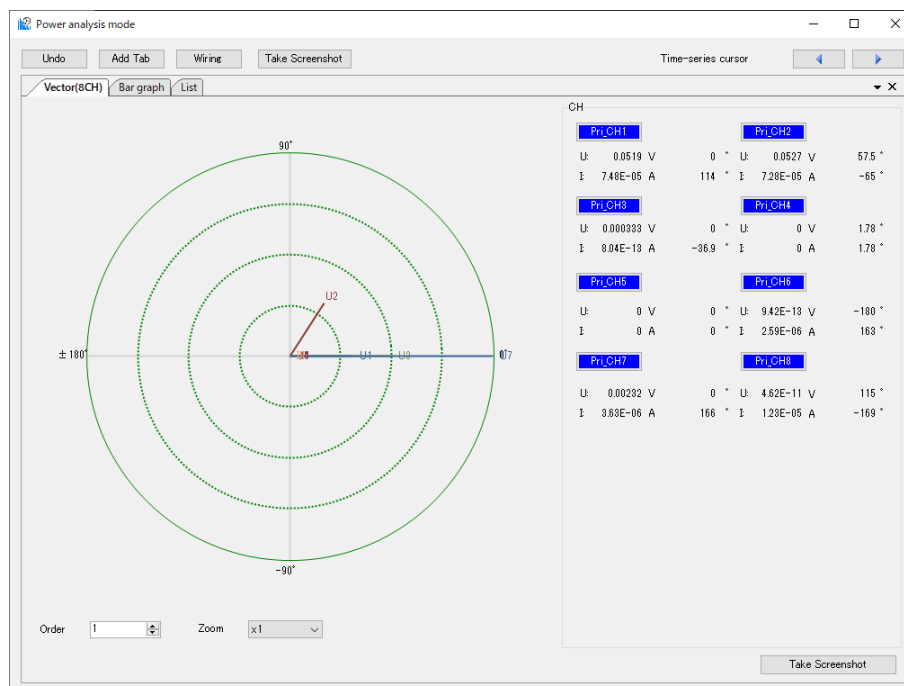 Power analysis mode
Undo Add Tab Wiring Take Screenshot Time-series cursor
Vector(8CH) Bar graph List
CH
Pri_CH1 Pri_CH2
U: 0.0519 V 0 ° U: 0.0527 V 57.5 °
I: 7.48E-05 A 114 ° I: 7.28E-05 A -65 °
Pri_CH3 Pri_CH4
U: 0.000333 V 0 ° U: 0 V 1.78 °
I: 8.04E-13 A -36.9 ° I: 0 A 1.78 °
Pri_CH5 Pri_CH6
U: 0 V 0 ° U: 9.42E-13 V -180 °
I: 0 A 0 ° I: 2.59E-06 A 163 °
Pri_CH7 Pri_CH8
U: 0.00232 V 0 ° U: 4.62E-11 V 115 °
I: 3.63E-06 A 166 ° I: 1.23E-05 A -169 °
90°
U2
±180° U1 U3
-90°
Order 1 Zoom x1
Take Screenshot